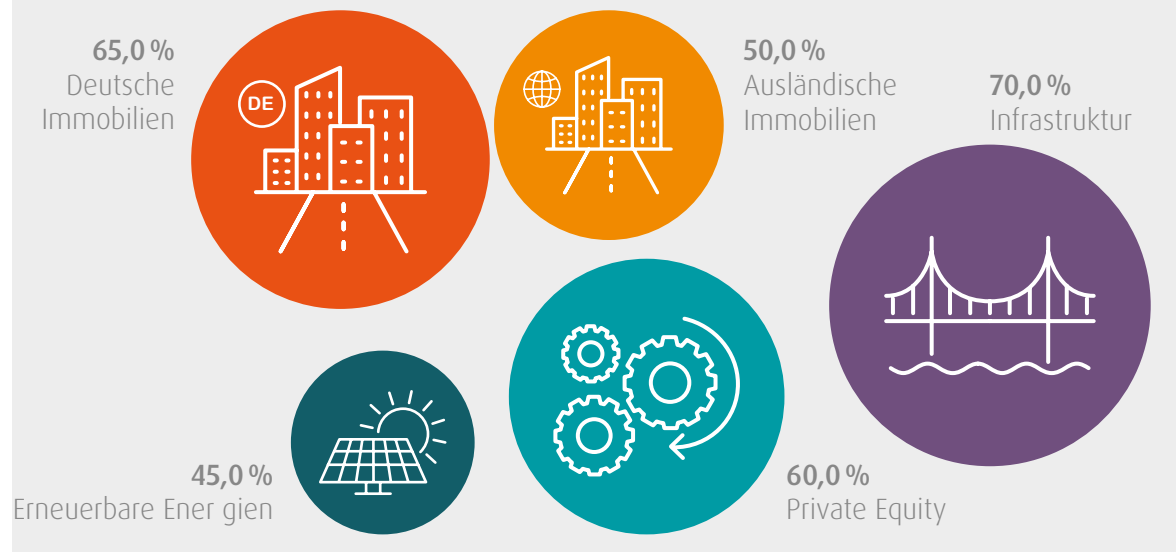 65,0 %
Deutsche
Immobilien
DE
50,0 %
Ausländische
Immobilien
70,0 %
Infrastruktur
45,0 %
Erneuerbare Ener gien
60,0 %
Private Equity